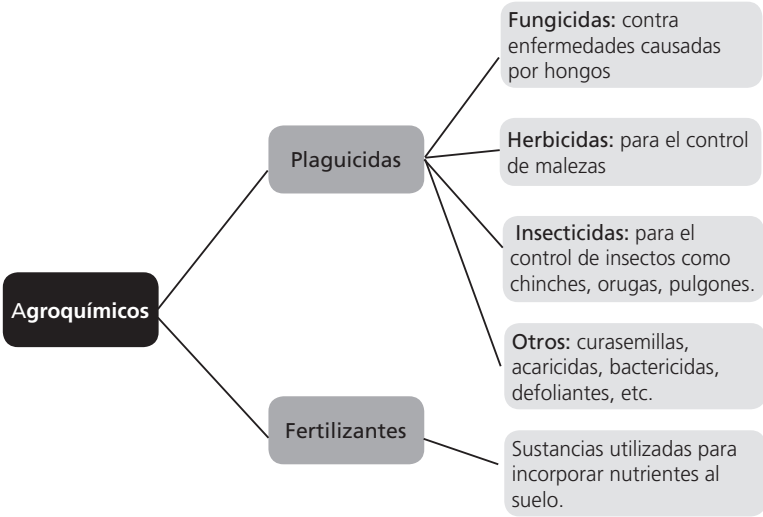 Agroquímicos
Plaguicidas
Fungicidas: contra
enfermedades causadas
por hongos
Herbicidas: para el control
de malezas
Insecticidas: para el
control de insectos como
chinches, orugas, pulgones.
Otros: curasemillas,
acaricidas, bactericidas,
defoliantes, etc.
Fertilizantes
Sustancias utilizadas para
incorporar nutrientes al
suelo.